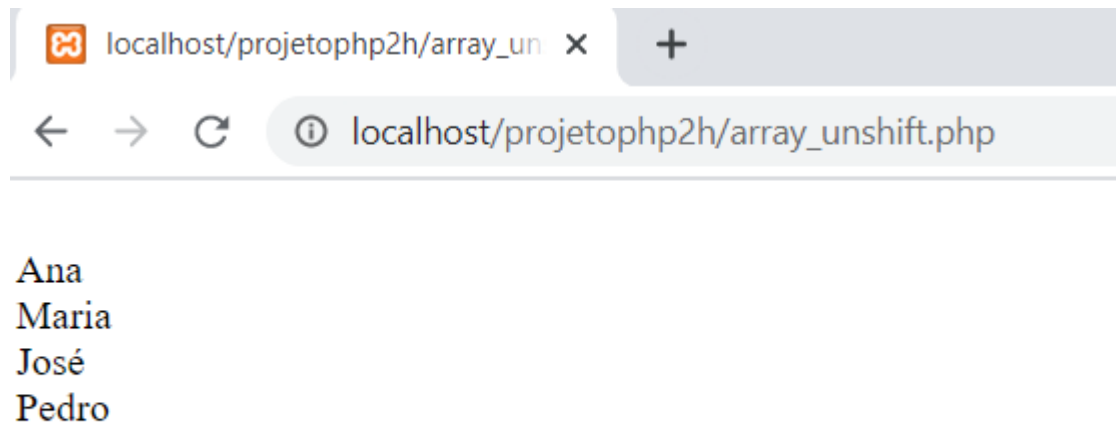 localhost/projetophp2h/array_un
localhost/projetophp2h/array_unshift.php
Ana
Maria
José
Pedro